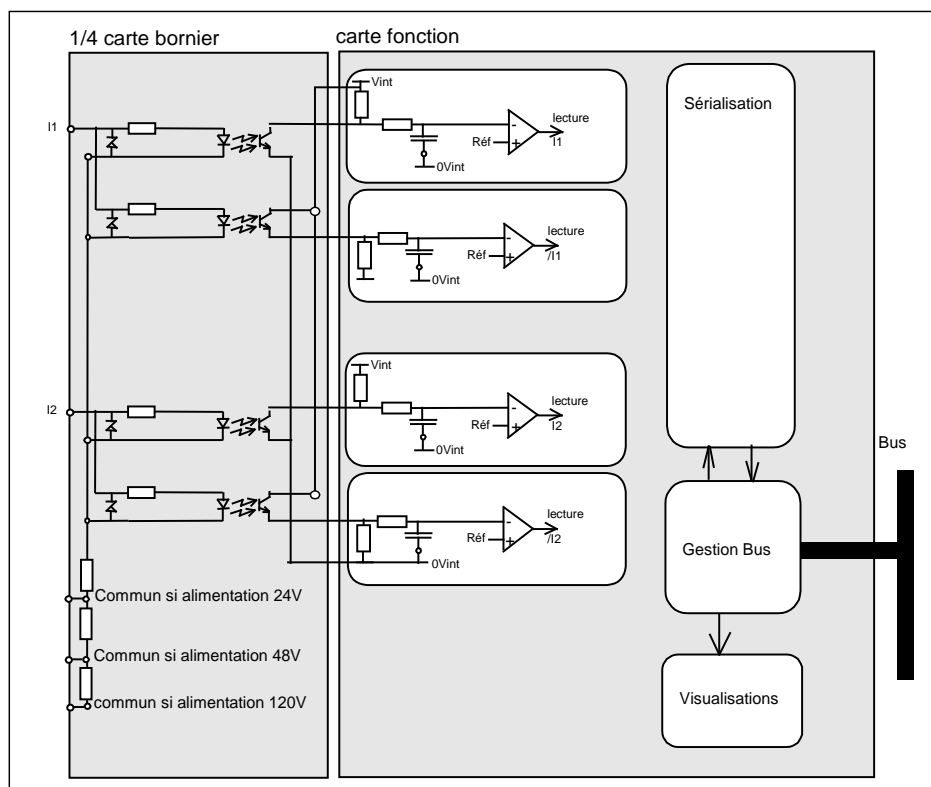 1/4 carte bornier
carte fonction
Vint
Sérialisation
I1
lecture
I1
Réf
0Vint
lecture
/I1
Réf
0Vint
Vint
I2
lecture
I2
Réf
0Vint
Bus
lecture
/I2
Réf
0Vint
Gestion Bus
Commun si alimentation 24V
Commun si alimentation 48V
commun si alimentation 120V
Visualisations